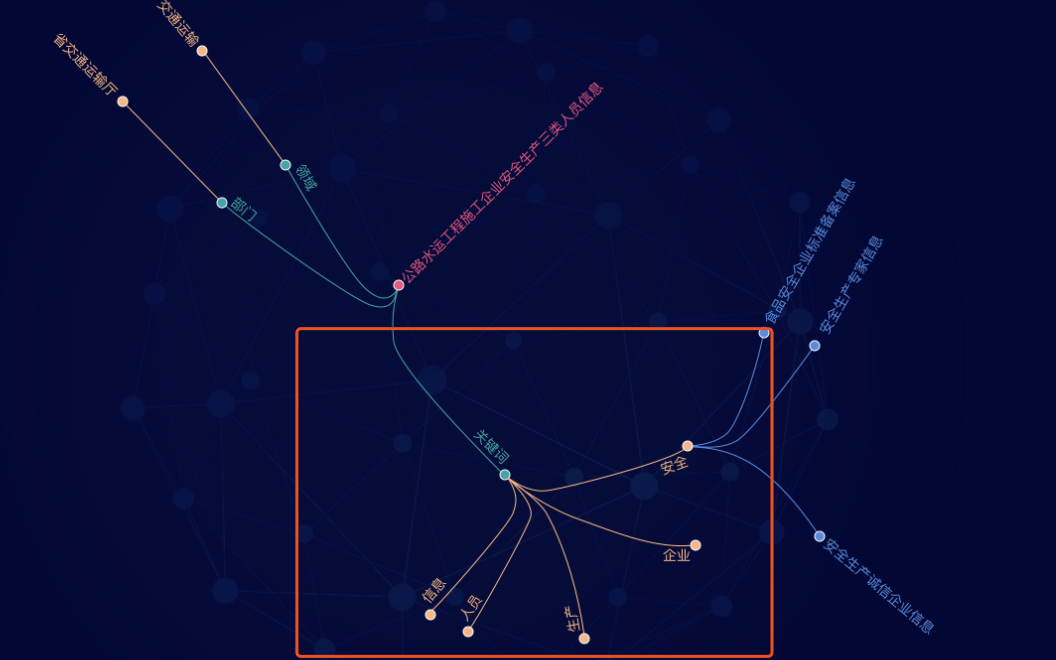 交通运输
省交通运输厅
领域
部门
公路水运工程施工企业安全生产三类人员信息
食品安全企业标准备案信息
安全生产专家信息
关键词
安全
企业
安全生产诚信企业信息
信息
人员
生产